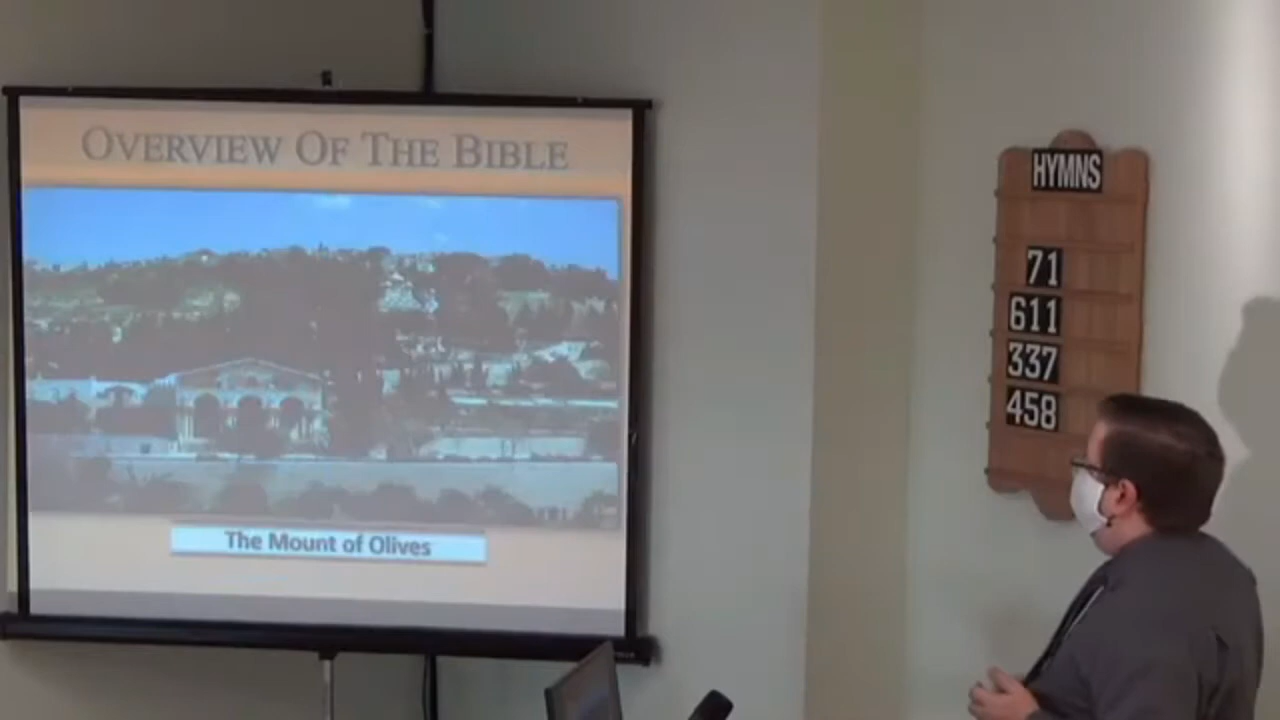 OVERVIEW OF THE BIBLE
The Mount of Olives
HYMNS
71
611
337
458